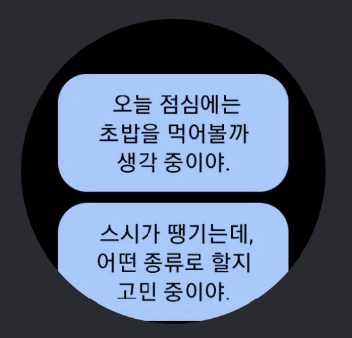 오늘 점심에는
초밥을 먹어볼까
생각 중이야.
스시가 땡기는데,
어떤 종류로 할지
고민 중이야.